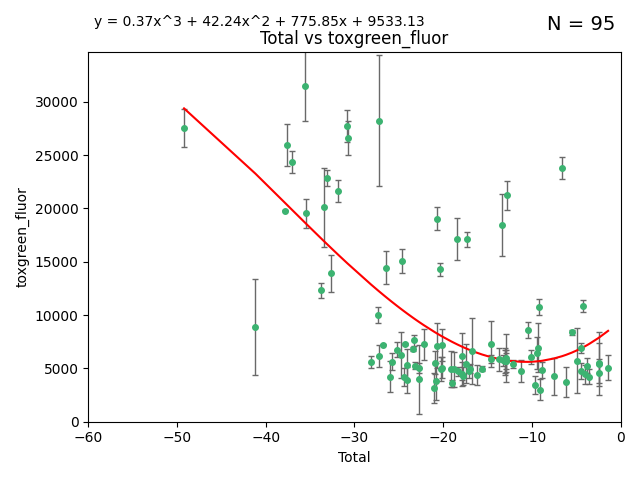 y = 0.37x^3 + 42.24x^2 + 775.85x + 9533.13
N = 95
Total vs toxgreen_fluor
toxgreen_fluor
30000
25000
20000
15000
10000
5000
0
−60
−50
−40
−30
−20
−10
0
Total